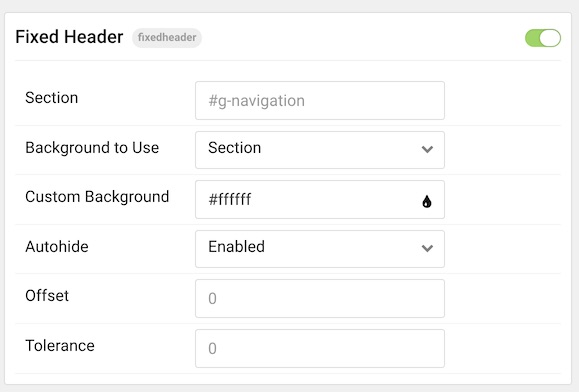 Fixed Header fixedheader
Section #g-navigation
Background to Use Section
Custom Background #ffffff
Autohide Enabled
Offset 0
Tolerance 0